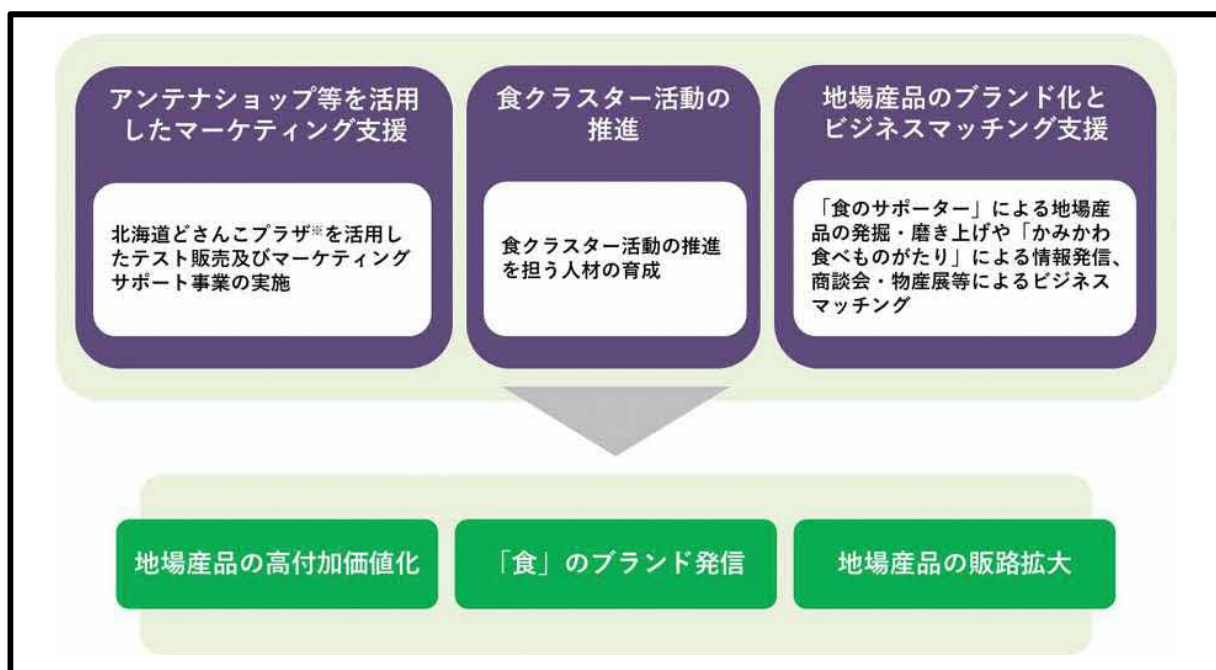 アンテナショップ等を活用
したマーケティング支援
北海道どさんこプラザ※を活用し
たテスト販売及びマーケティング
サポート事業の実施
食クラスター活動の
推進
食クラスター活動の推進
を担う人材の育成
地場産品のブランド化と
ビジネスマッチング支援
「食のサポーター」による地場産
品の発掘・磨き上げや「かみかわ
食べものがたり」による情報発信、
商談会・物産展等によるビジネス
マッチング
地場産品の高付加価値化
「食」のブランド発信
地場産品の販路拡大